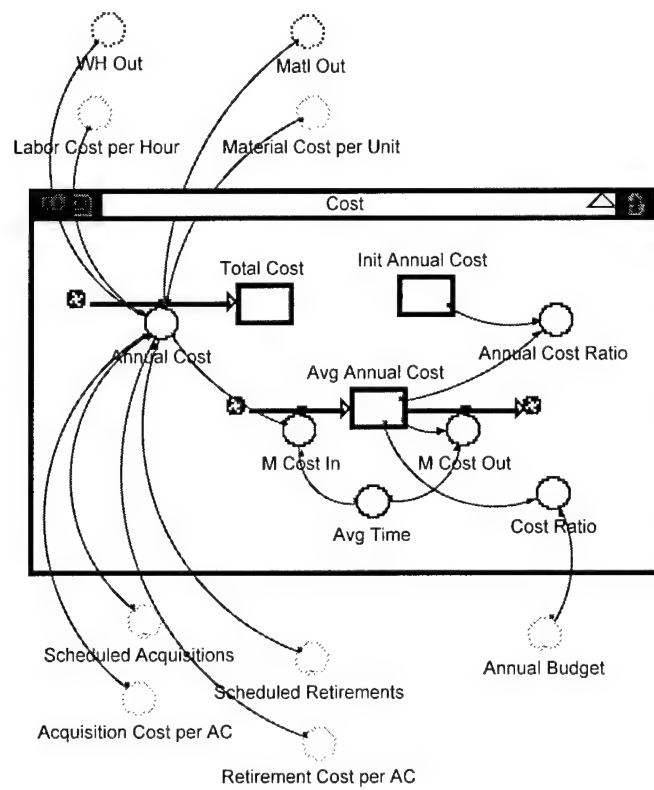 WH Out
Matl Out
Labor Cost per Hour
Material Cost per Unit
Cost
Total Cost
Init Annual Cost
Annual Cost
Annual Cost Ratio
Avg Annual Cost
M Cost In
M Cost Out
Avg Time
Cost Ratio
Scheduled Acquisitions
Scheduled Retirements
Annual Budget
Acquisition Cost per AC
Retirement Cost per AC